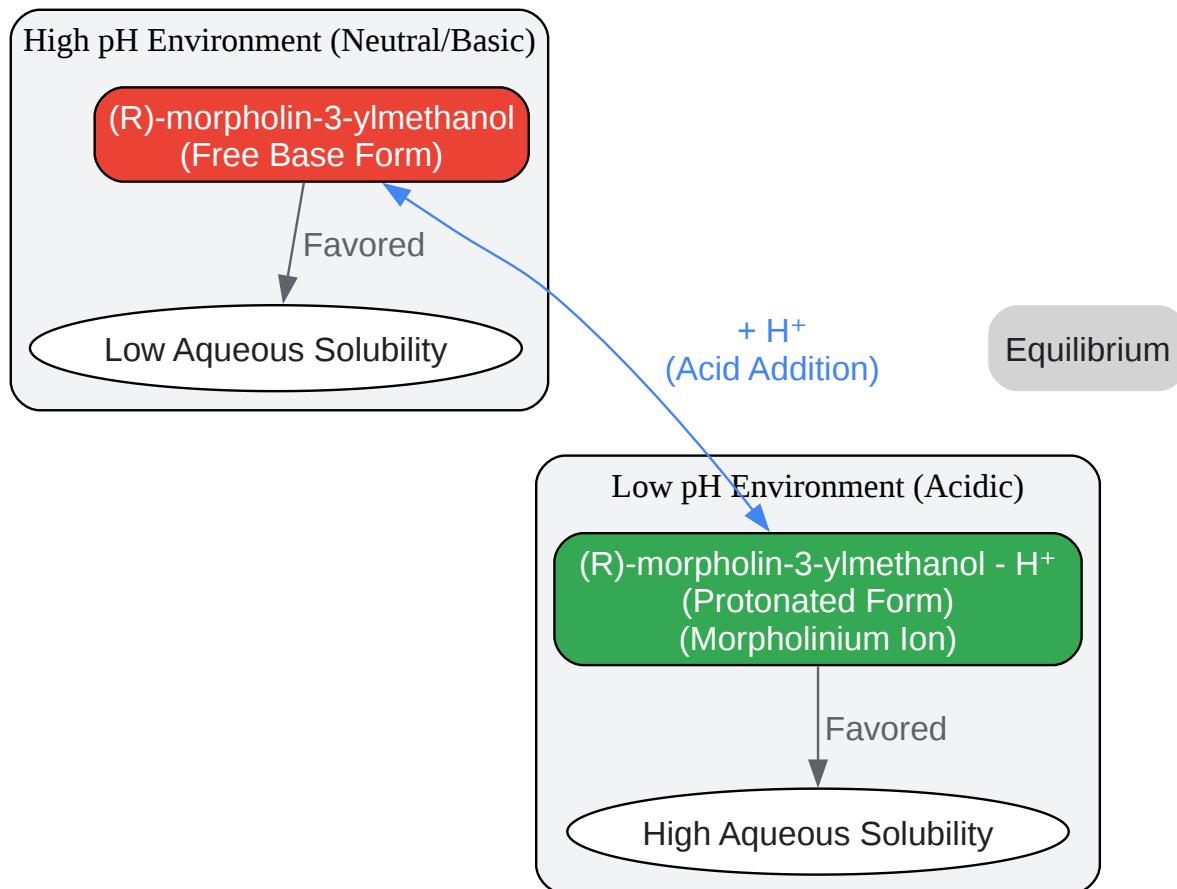 High pH Environment (Neutral/Basic)
(R)-morpholin-3-ylmethanol
(Free Base Form)
Favored
Low Aqueous Solubility
+ H⁺
(Acid Addition)
Equilibrium
Low pH Environment (Acidic)
(R)-morpholin-3-ylmethanol - H⁺
(Protonated Form)
(Morpholinium Ion)
Favored
High Aqueous Solubility